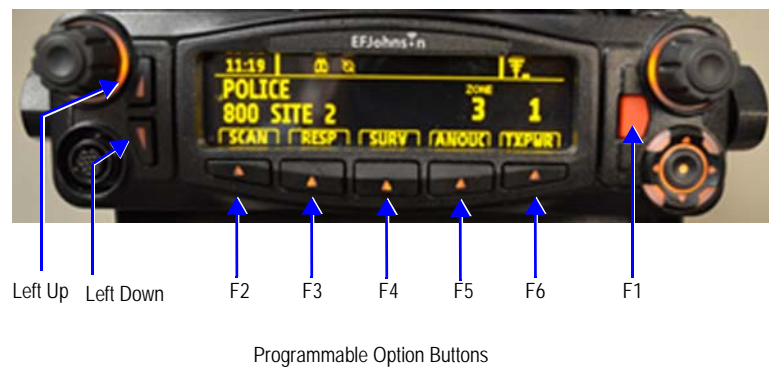 EFJohnson
11:19
POLICE
ZONE
800 SITE 2 3 1
SCAN RESP SURV ANOUC TXPWR
Left Up Left Down F2 F3 F4 F5 F6 F1
Programmable Option Buttons